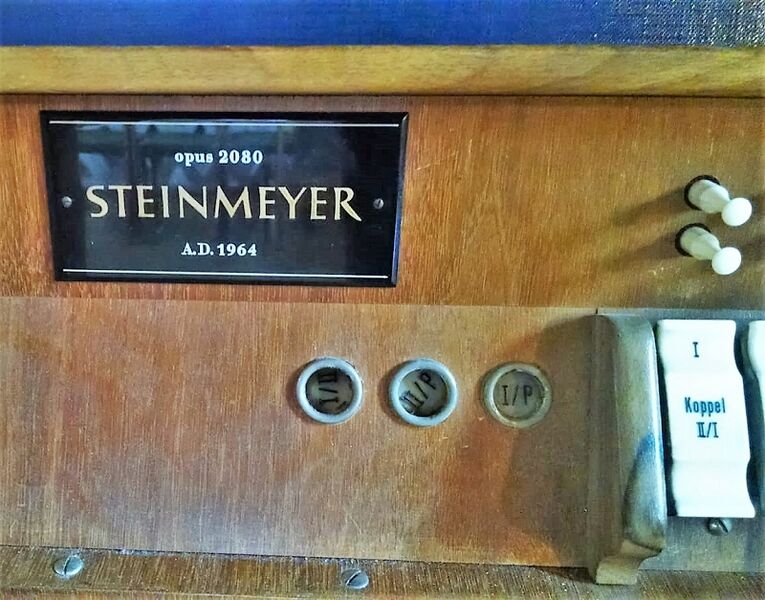 opus 2080
STEINMEYER
A.D. 1964
I/II
II/P
I/P
I
Koppel
II/I